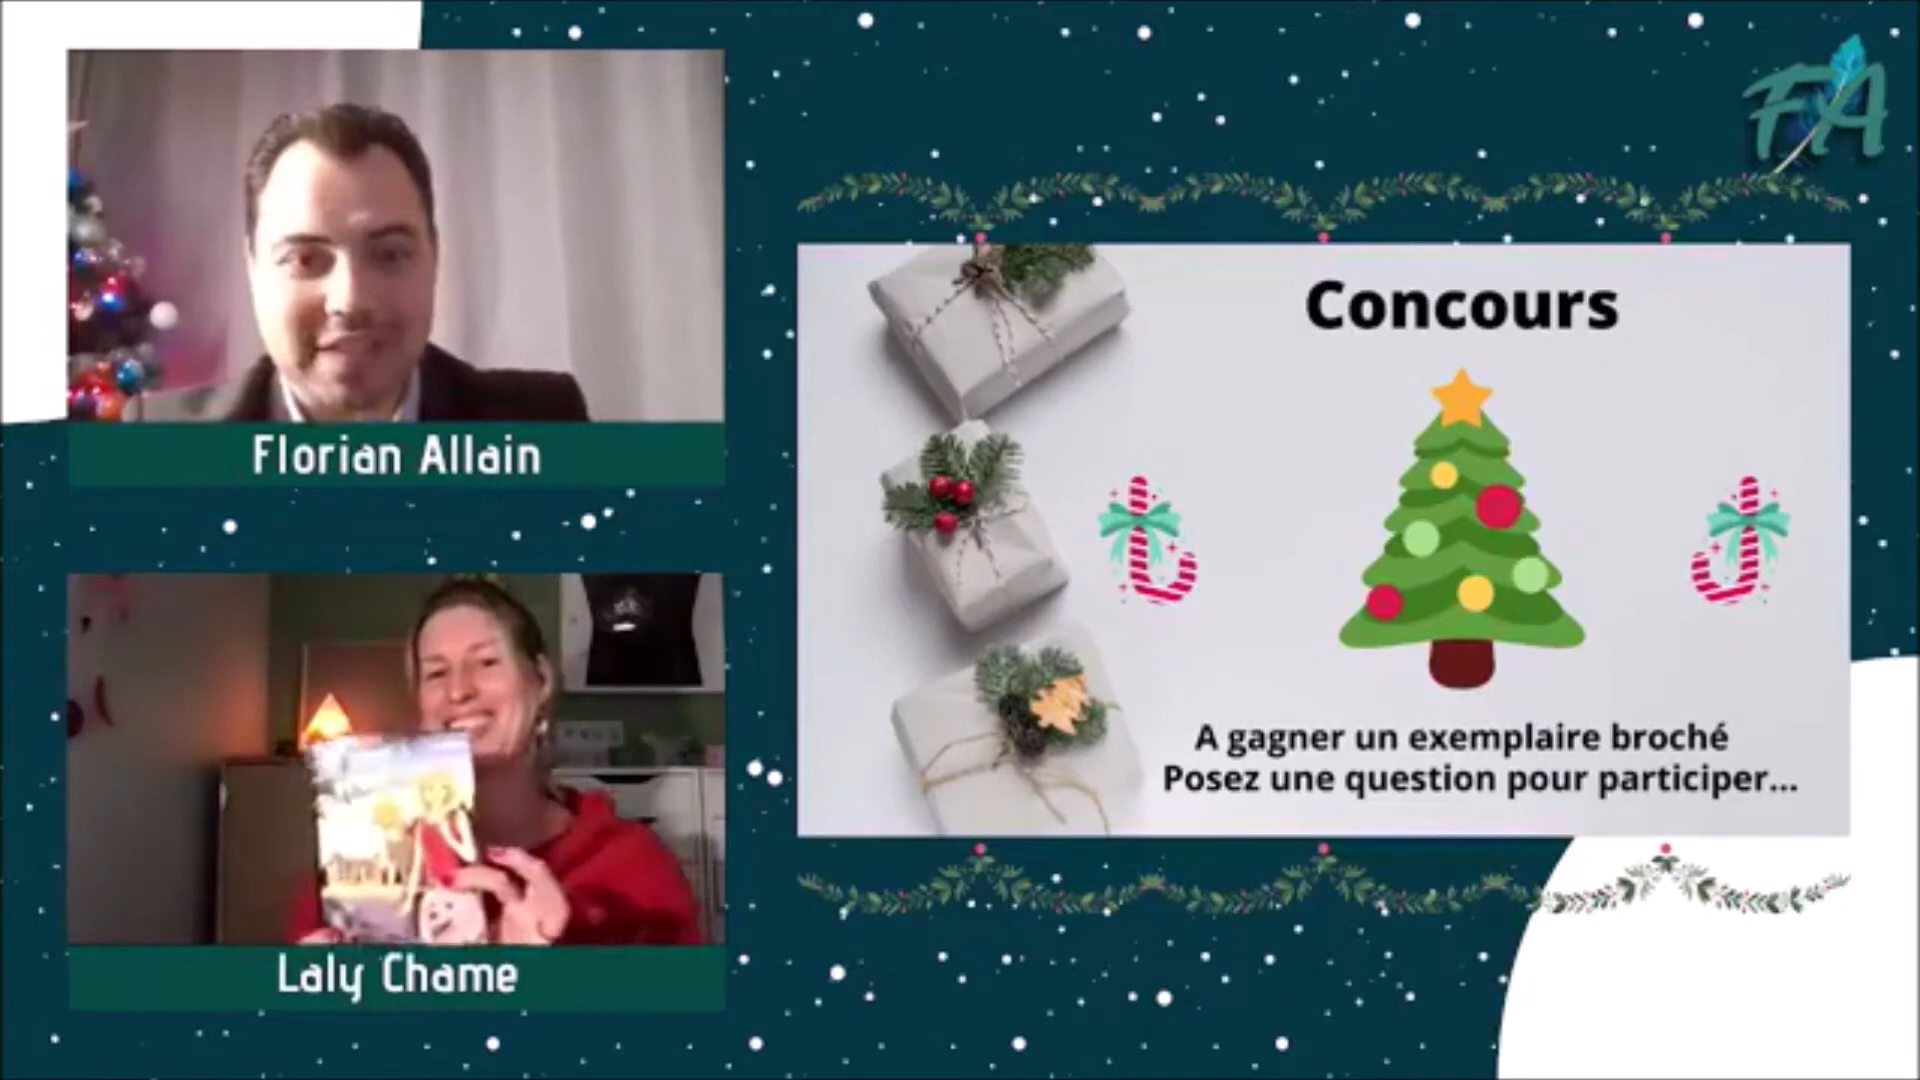 FA
Florian Allain
Concours
A gagner un exemplaire broché
Posez une question pour participer...
Laly Chame